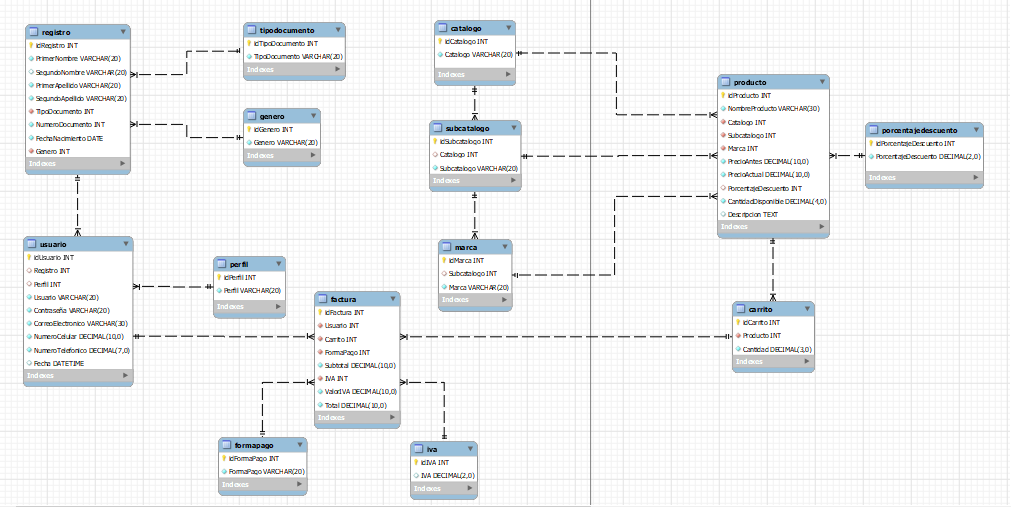 registro
idRegistro INT
PrimerNombre VARCHAR(20)
SegundoNombre VARCHAR(20)
PrimerApellido VARCHAR(20)
SegundoApellido VARCHAR(20)
TipoDocumento INT
NumeroDocumento INT
FechaNacimiento DATE
Genero INT
Indexes
tipodocumento
idTipoDocumento INT
TipoDocumento VARCHAR(20)
Indexes
genero
idGenero INT
Genero VARCHAR(20)
Indexes
catalogo
idCatalogo INT
Catalogo VARCHAR(20)
Indexes
subcatalogo
idSubcatalogo INT
Catalogo INT
Subcatalogo VARCHAR(20)
Indexes
marca
idMarca INT
Subcatalogo INT
Marca VARCHAR(20)
Indexes
producto
idProducto INT
NombreProducto VARCHAR(30)
Catalogo INT
Subcatalogo INT
Marca INT
PrecioAntes DECIMAL(10,0)
PrecioActual DECIMAL(10,0)
PorcentajeDescuento INT
CantidadDisponible DECIMAL(4,0)
Descripcion TEXT
Indexes
porcentajedescuento
idPorcentajeDescuento INT
PorcentajeDescuento DECIMAL(2,0)
Indexes
usuario
idUsuario INT
Registro INT
Perfil INT
Usuario VARCHAR(20)
Contraseña VARCHAR(20)
CorreoElectronico VARCHAR(30)
NumeroCelular DECIMAL(10,0)
NumeroTelefonico DECIMAL(7,0)
Fecha DATETIME
Indexes
perfil
idPerfil INT
Perfil VARCHAR(20)
Indexes
factura
idFactura INT
Usuario INT
Carrito INT
FormaPago INT
Subtotal DECIMAL(10,0)
IVA INT
ValorIVA DECIMAL(10,0)
Total DECIMAL(10,0)
Indexes
carrito
idCarrito INT
Producto INT
Cantidad DECIMAL(3,0)
Indexes
formapago
idFormaPago INT
FormaPago VARCHAR(20)
Indexes
iva
idIVA INT
IVA DECIMAL(2,0)
Indexes